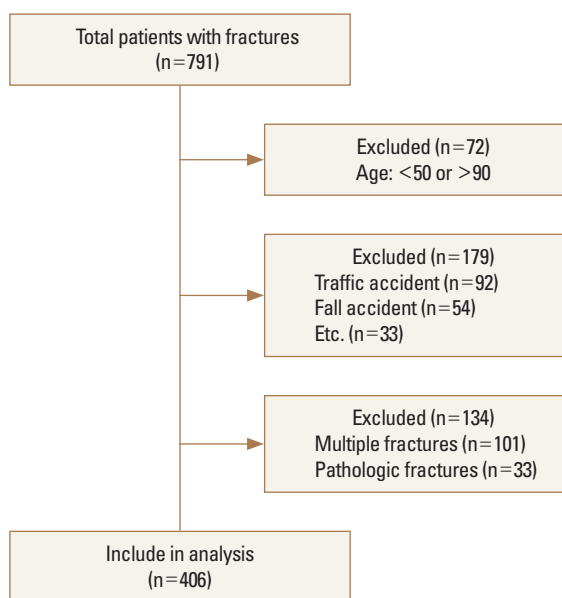 Total patients with fractures
(n=791)
Excluded (n=72)
Age: <50 or >90
Excluded (n=179)
Traffic accident (n=92)
Fall accident (n=54)
Etc. (n=33)
Excluded (n=134)
Multiple fractures (n=101)
Pathologic fractures (n=33)
Include in analysis
(n=406)